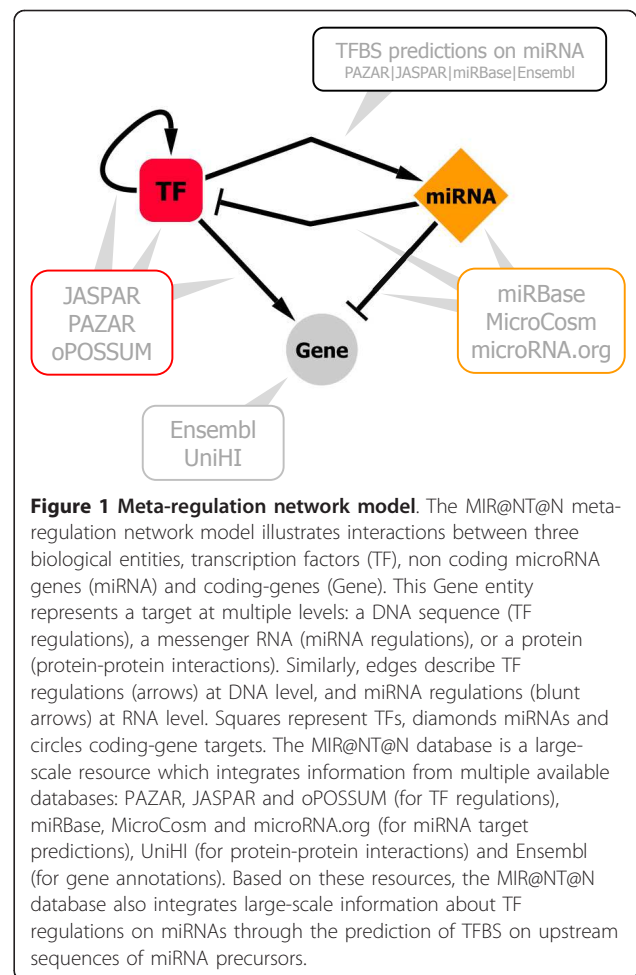 TFBS predictions on miRNA
PAZAR|JASPAR|miRBase|Ensembl
TF
miRNA
JASPAR
PAZAR
oPOSSUM
miRBase
MicroCosm
microRNA.org
Gene
Ensembl
UniHI
Figure 1 Meta-regulation network model. The MIR@NT@N meta-
regulation network model illustrates interactions between three
biological entities, transcription factors (TF), non coding microRNA
genes (miRNA) and coding-genes (Gene). This Gene entity
represents a target at multiple levels: a DNA sequence (TF
regulations), a messenger RNA (miRNA regulations), or a protein
(protein-protein interactions). Similarly, edges describe TF
regulations (arrows) at DNA level, and miRNA regulations (blunt
arrows) at RNA level. Squares represent TFs, diamonds miRNAs and
circles coding-gene targets. The MIR@NT@N database is a large-
scale resource which integrates information from multiple available
databases: PAZAR, JASPAR and oPOSSUM (for TF regulations),
miRBase, MicroCosm and microRNA.org (for miRNA target
predictions), UniHI (for protein-protein interactions) and Ensembl
(for gene annotations). Based on these resources, the MIR@NT@N
database also integrates large-scale information about TF
regulations on miRNAs through the prediction of TFBS on upstream
sequences of miRNA precursors.